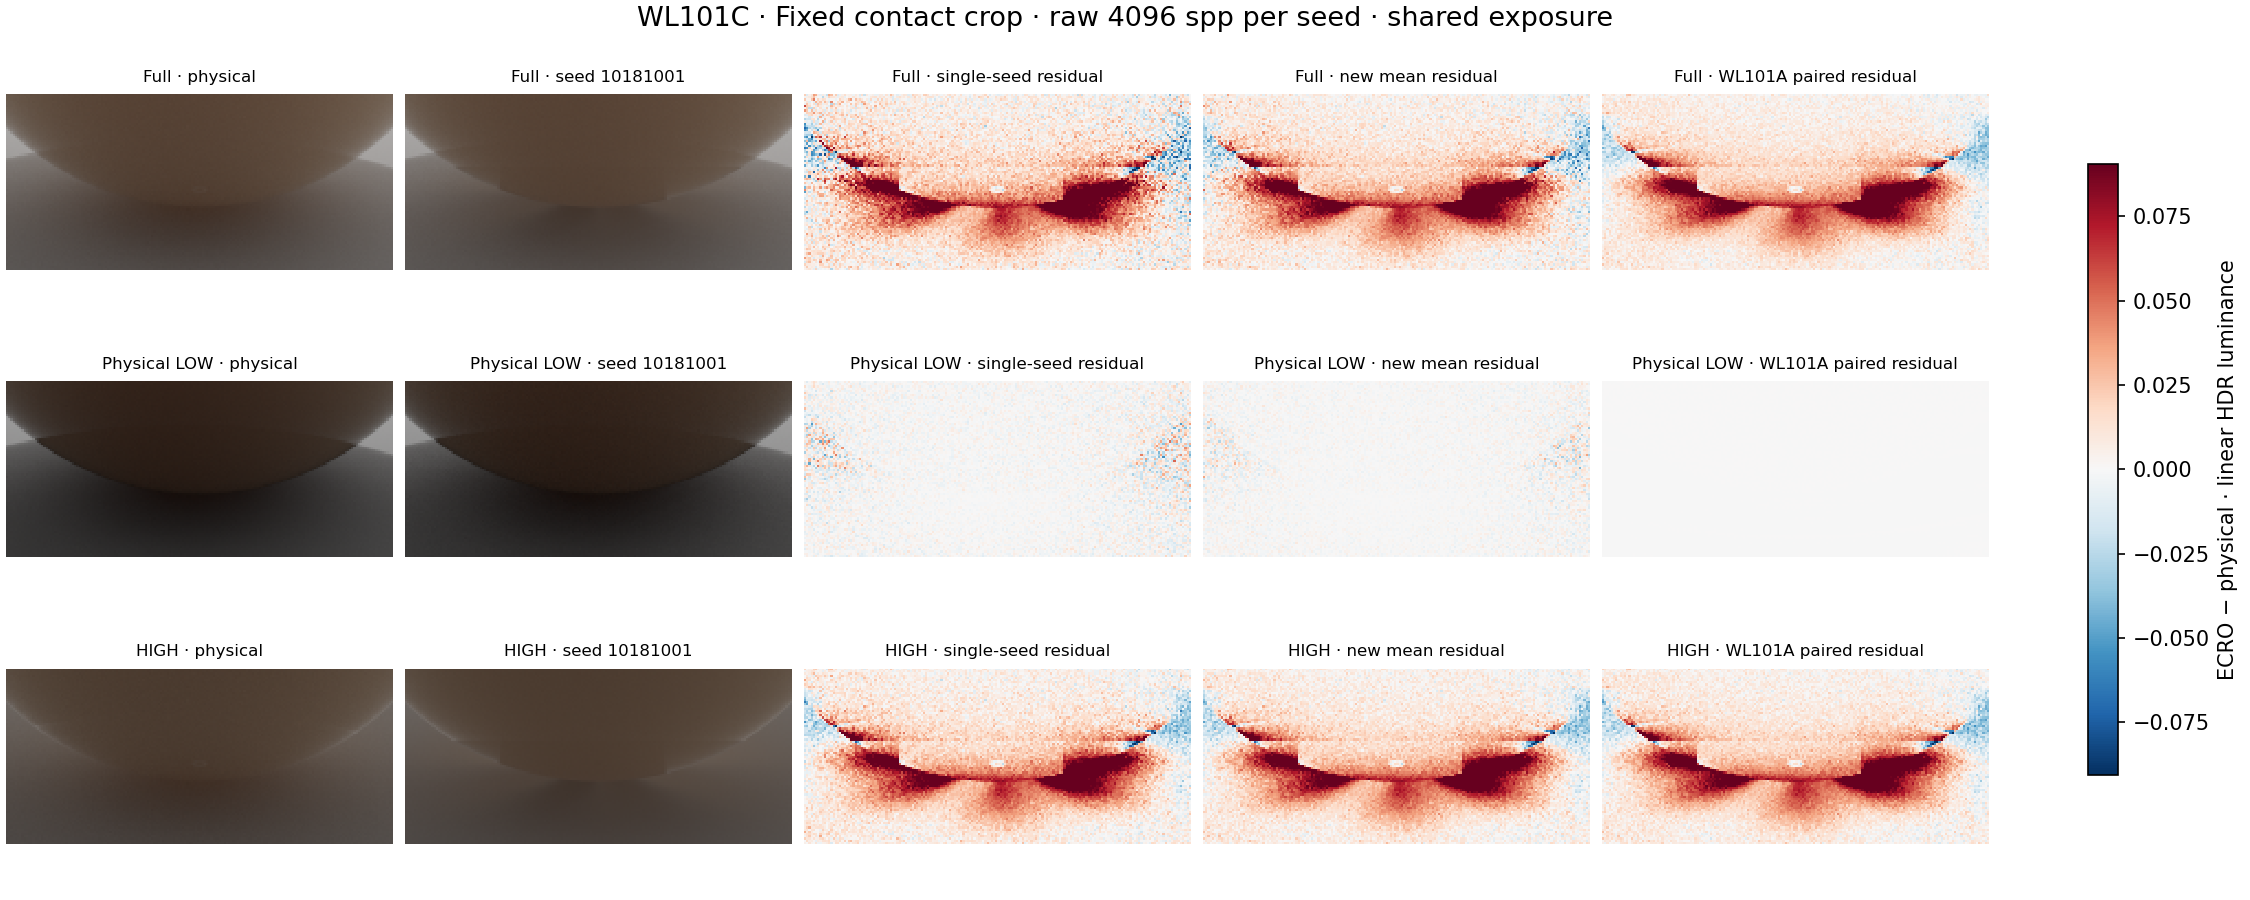 WL101C · Fixed contact crop · raw 4096 spp per seed · shared exposure
Full · physical
Full · seed 10181001
Full · single-seed residual
Full · new mean residual
Full · WL101A paired residual
Physical LOW · physical
Physical LOW · seed 10181001
Physical LOW · single-seed residual
Physical LOW · new mean residual
Physical LOW · WL101A paired residual
HIGH · physical
HIGH · seed 10181001
HIGH · single-seed residual
HIGH · new mean residual
HIGH · WL101A paired residual
0.075
0.050
0.025
0.000
−0.025
−0.050
−0.075
ECRO − physical · linear HDR luminance